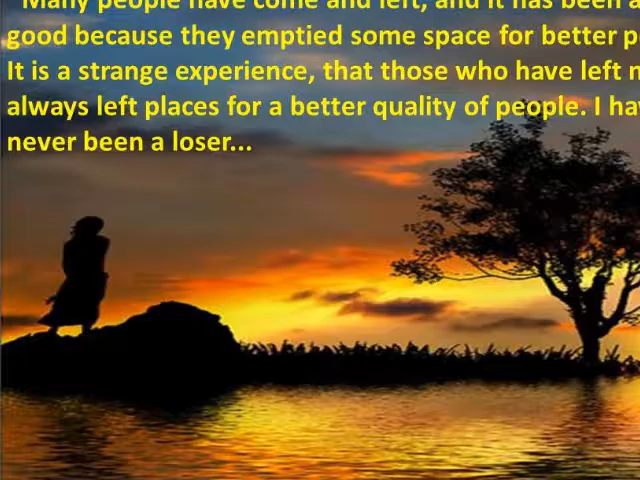 "Many people have come and left, and it has been a
good because they emptied some space for better p
It is a strange experience, that those who have left m
always left places for a better quality of people. I ha
never been a loser...